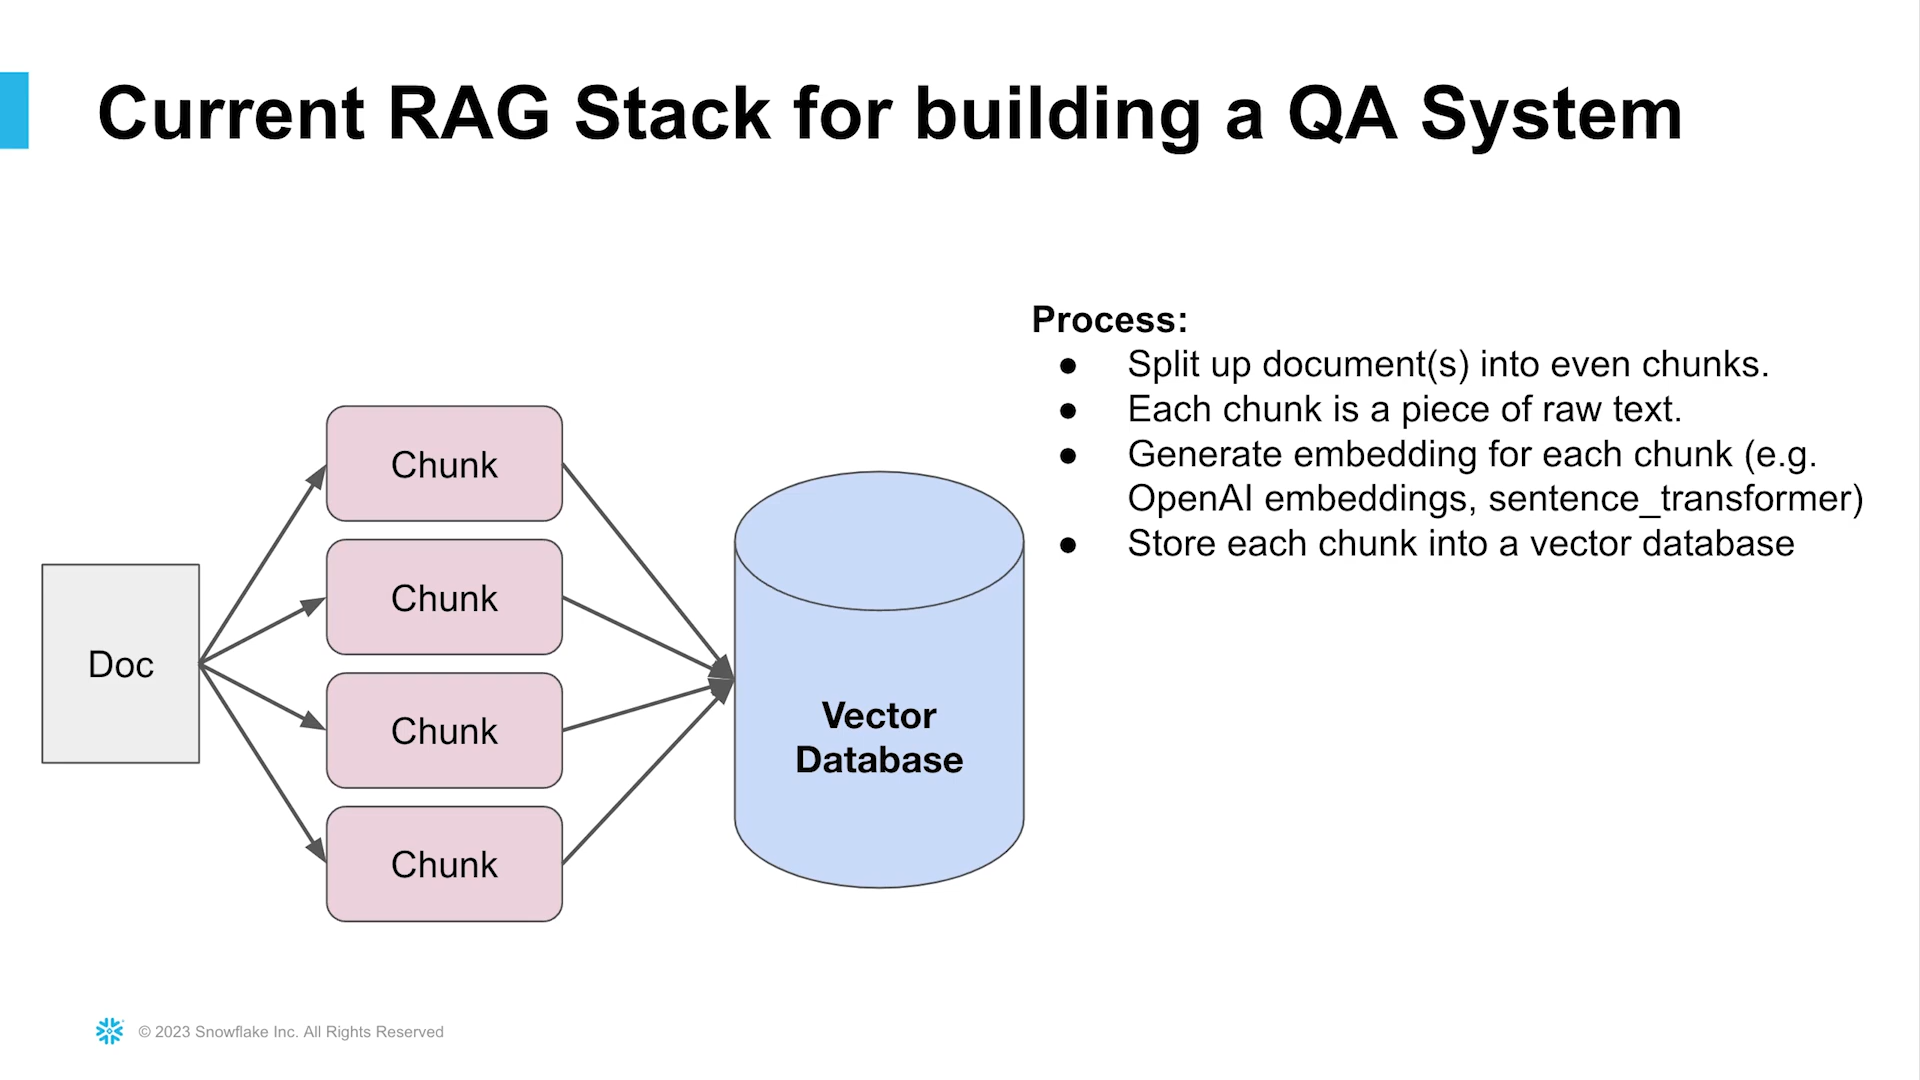 Current RAG Stack for building a QA System
Process:
● Split up document(s) into even chunks.
● Each chunk is a piece of raw text.
● Generate embedding for each chunk (e.g.
OpenAI embeddings, sentence_transformer)
● Store each chunk into a vector database
Doc
Chunk
Chunk
Chunk
Chunk
Vector
Database
© 2023 Snowflake Inc. All Rights Reserved